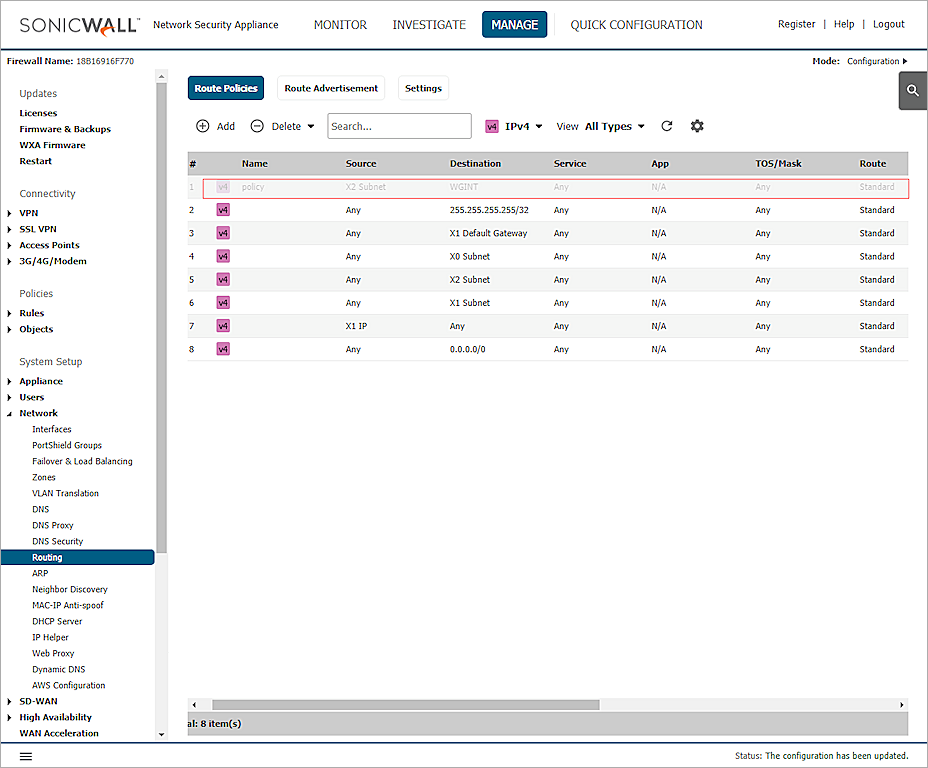 SONICWALL Network Security Appliance MONITOR INVESTIGATE MANAGE QUICK CONFIGURATION Register | Help | Logout
Firewall Name: 18B16916F770 Mode: Configuration
Updates
Licenses
Firmware & Backups
WXA Firmware
Restart
Connectivity
VPN
SSL VPN
Access Points
3G/4G/Modem
Policies
Rules
Objects
System Setup
Appliance
Users
Network
Interfaces
PortShield Groups
Failover & Load Balancing
Zones
VLAN Translation
DNS
DNS Proxy
DNS Security
Routing
ARP
Neighbor Discovery
MAC-IP Anti-spoof
DHCP Server
IP Helper
Web Proxy
Dynamic DNS
AWS Configuration
SD-WAN
High Availability
WAN Acceleration
Route Policies Route Advertisement Settings
Add Delete Search... v4 IPv4 View All Types
# Name Source Destination Service App TOS/Mask Route
1 v4 policy X2 Subnet WGINT Any N/A Any Standard
2 v4 Any 255.255.255.255/32 Any N/A Any Standard
3 v4 Any X1 Default Gateway Any N/A Any Standard
4 v4 Any X0 Subnet Any N/A Any Standard
5 v4 Any X2 Subnet Any N/A Any Standard
6 v4 Any X1 Subnet Any N/A Any Standard
7 v4 X1 IP Any Any N/A Any Standard
8 v4 Any 0.0.0.0/0 Any N/A Any Standard
al: 8 item(s)
Status: The configuration has been updated.